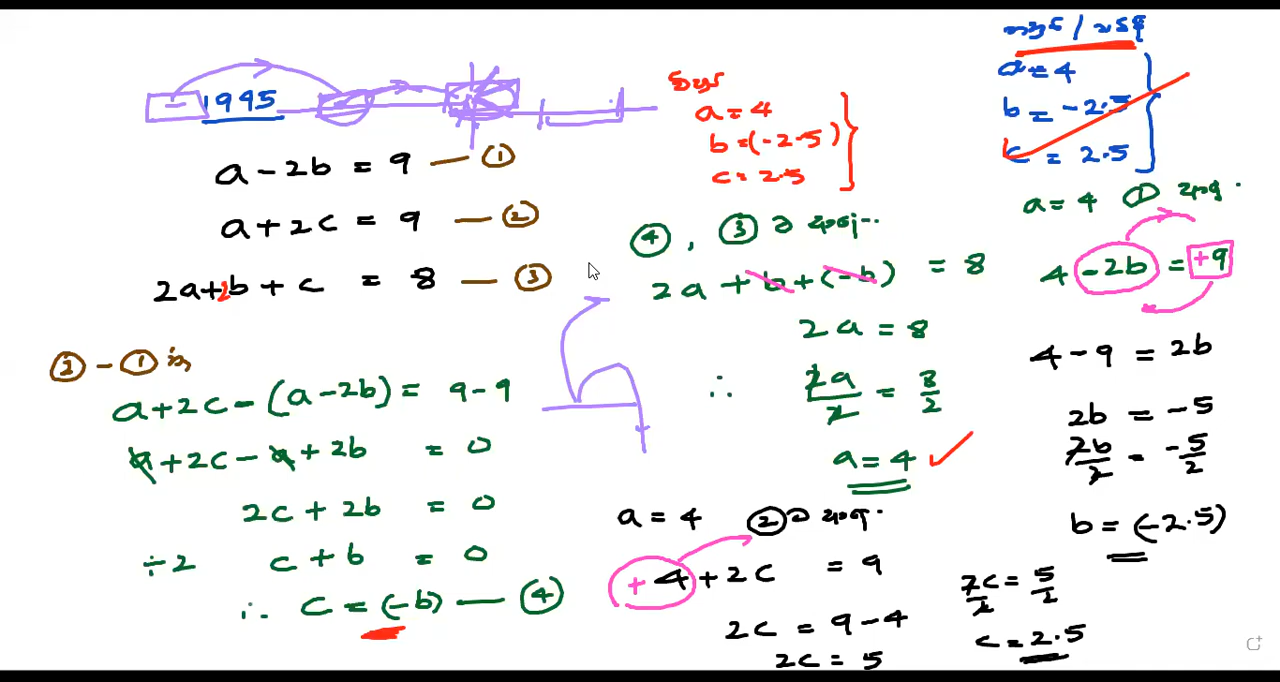 1995
a - 2b = 9 — ①
a + 2c = 9 — ②
2a + b + c = 8 — ③
② - ① න්
a + 2c - (a - 2b) = 9 - 9
a + 2c - a + 2b = 0
2c + 2b = 0
÷2 c + b = 0
∴ c = (-b) — ④
a = 4
b = (-2.5)
c = 2.5
④ , ③ ට
2a + b + (-b) = 8
2a = 8
∴ 2a/2 = 8/2
a = 4 ✓
a = 4 ② ට
+4 + 2c = 9
2c = 9 - 4
2c = 5
2c/2 = 5/2
c = 2.5
a = 4
b = -2.5
c = 2.5
a = 4 ①
4 - 2b = +9
4 - 9 = 2b
2b = -5
2b/2 = -5/2
b = (-2.5)